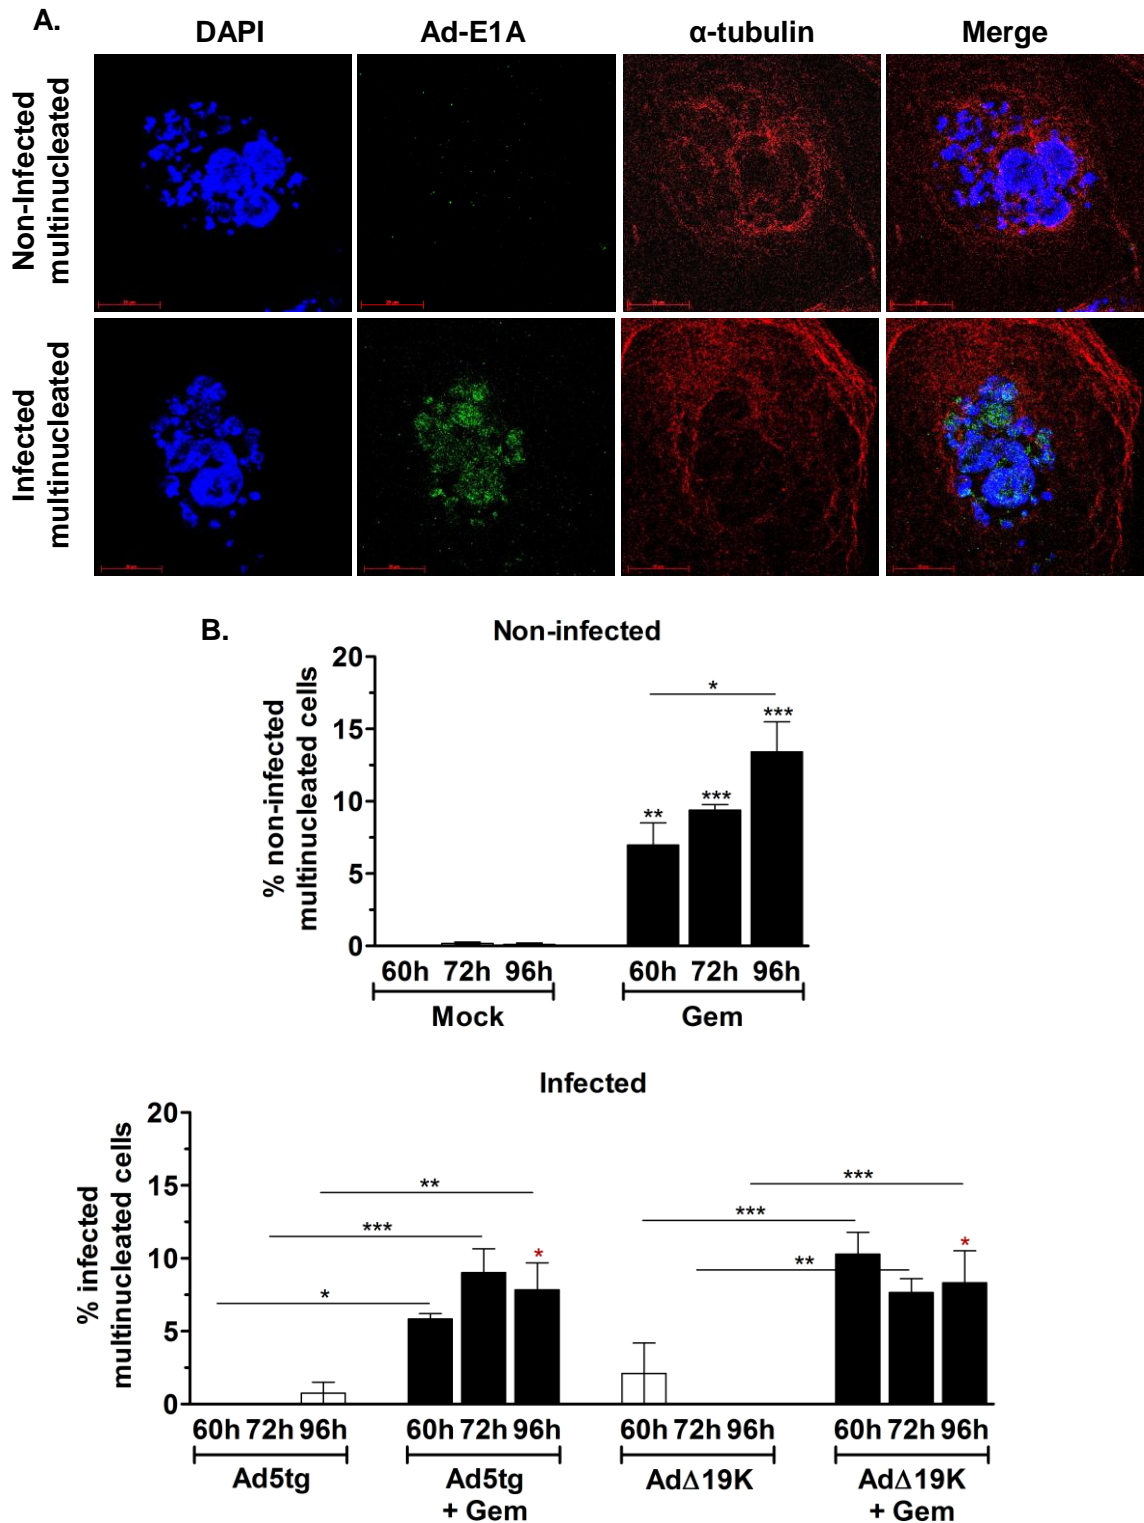 A.
DAPI Ad-E1A α-tubulin Merge
Non-Infected
multinucleated
Infected
multinucleated
B.
Non-infected
% non-infected
multinucleated cells
20
15
10
5
0
*
** *** ***
60h 72h 96h 60h 72h 96h
Mock Gem
Infected
% infected
multinucleated cells
20
15
10
5
0
** ***
*** ***
* * ** *
60h 72h 96h 60h 72h 96h 60h 72h 96h 60h 72h 96h
Ad5tg Ad5tg AdΔ19K AdΔ19K
+ Gem + Gem